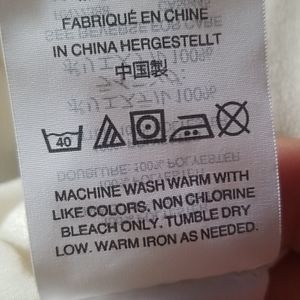 FABRIQUÉ EN CHINE
IN CHINA HERGESTELLT
中国製
40
MACHINE WASH WARM WITH
LIKE COLORS. NON CHLORINE
BLEACH ONLY. TUMBLE DRY
LOW. WARM IRON AS NEEDED.